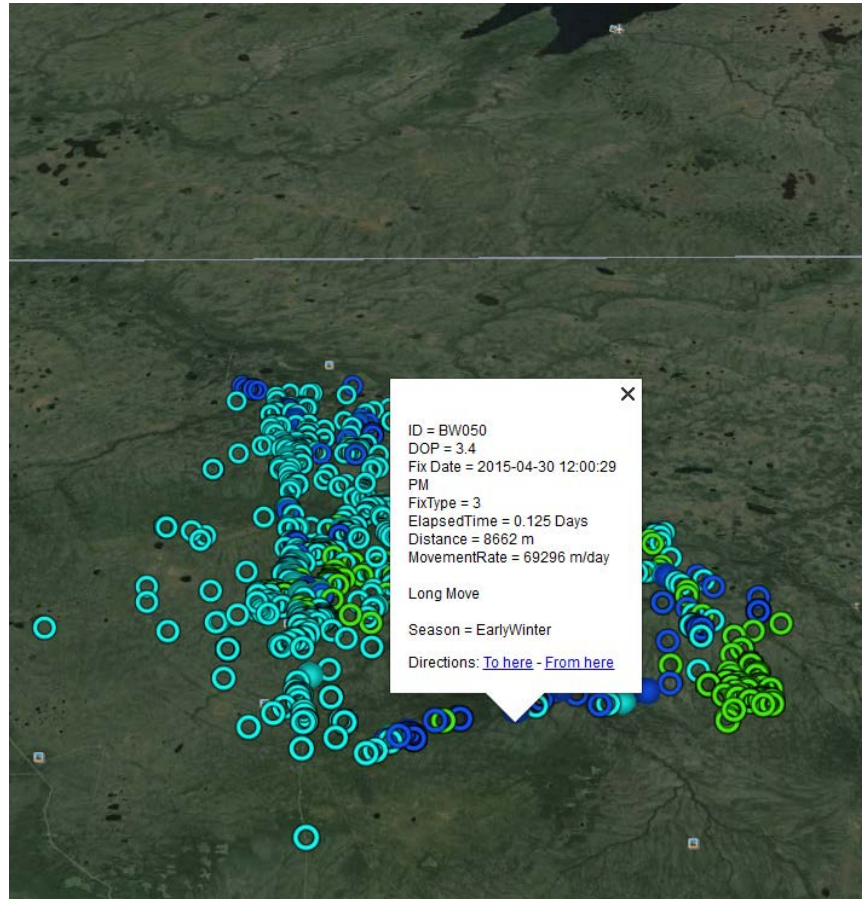 ID = BW050
DOP = 3.4
Fix Date = 2015-04-30 12:00:29
PM
FixType = 3
ElapsedTime = 0.125 Days
Distance = 8662 m
MovementRate = 69296 m/day
Long Move
Season = EarlyWinter
Directions: To here - From here